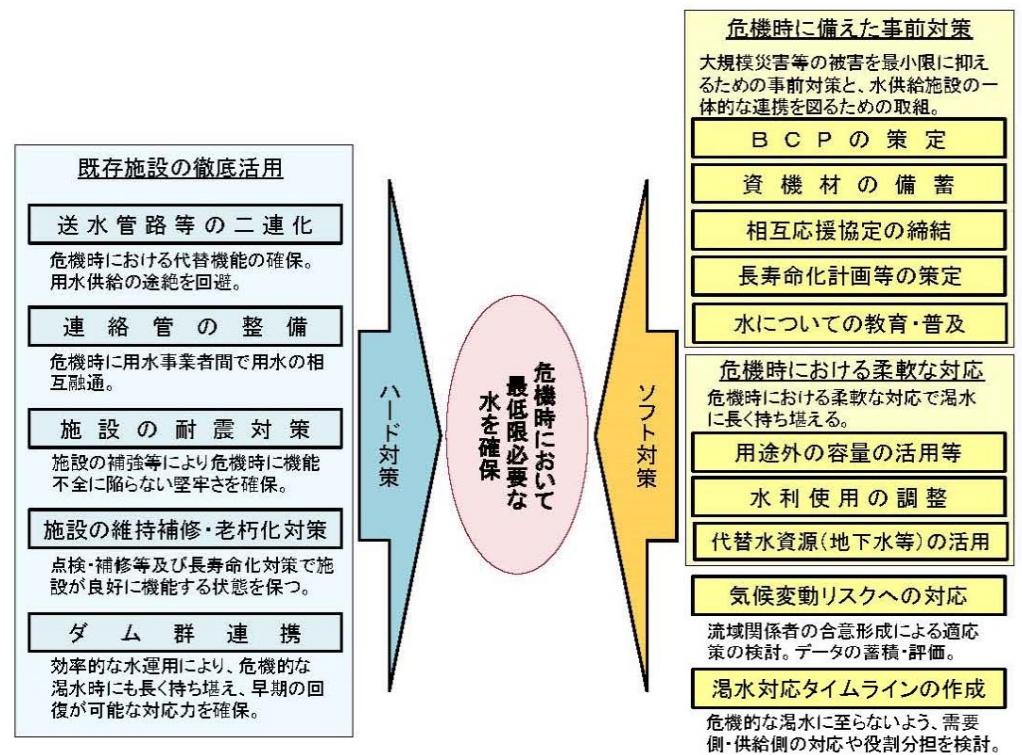 既存施設の徹底活用
送水管路等の二連化
危機時における代替機能の確保。
用水供給の途絶を回避。
連絡管の整備
危機時に用水事業者間で用水の相
互融通。
施設の耐震対策
施設の補強等により危機時に機能
不全に陥らない堅牢さを確保。
施設の維持補修・老朽化対策
点検・補修等及び長寿命化対策で施
設が良好に機能する状態を保つ。
ダム群連携
効率的な水運用により、危機的な
渇水時にも長く持ち堪え、早期の回
復が可能な対応力を確保。
ハード対策
危機時において
最低限必要な
水を確保
ソフト対策
危機時に備えた事前対策
大規模災害等の被害を最小限に抑え
るための事前対策と、水供給施設の一
体的な連携を図るための取組。
BCPの策定
資機材の備蓄
相互応援協定の締結
長寿命化計画等の策定
水についての教育・普及
危機時における柔軟な対応
危機時における柔軟な対応で渇水
に長く持ち堪える。
用途外の容量の活用等
水利使用の調整
代替水資源(地下水等)の活用
気候変動リスクへの対応
流域関係者の合意形成による適応
策の検討。データの蓄積・評価。
渇水対応タイムラインの作成
危機的な渇水に至らないよう、需要
側・供給側の対応や役割分担を検討。